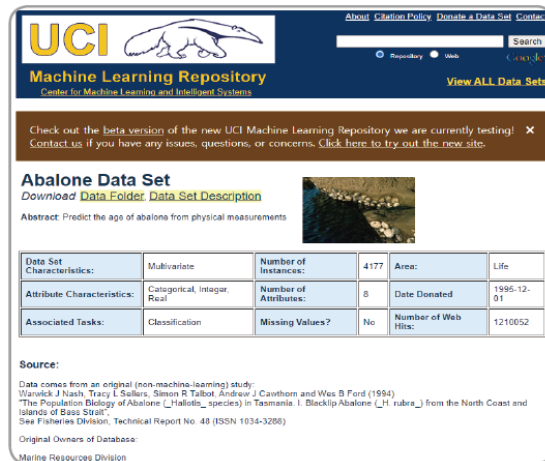 About Citation Policy Donate a Data Set Contac
UCI
Search
Repository Web
Google
Machine Learning Repository
Center for Machine Learning and Intelligent Systems
View ALL Data Sets
Check out the beta version of the new UCI Machine Learning Repository we are currently testing! ×
Contact us if you have any issues, questions, or concerns. Click here to try out the new site.
Abalone Data Set
Download Data Folder, Data Set Description
Abstract: Predict the age of abalone from physical measurements
Data Set Characteristics: Multivariate Number of Instances: 4177 Area: Life
Attribute Characteristics: Categorical, Integer, Real Number of Attributes: 8 Date Donated 1995-12-01
Associated Tasks: Classification Missing Values? No Number of Web Hits: 1210052
Source:
Data comes from an original (non-machine-learning) study:
Warwick J Nash, Tracy L Sellers, Simon R Talbot, Andrew J Cawthorn and Wes B Ford (1994)
"The Population Biology of Abalone (_Haliotis_ species) in Tasmania. I. Blacklip Abalone (_H. rubra_) from the North Coast and
Islands of Bass Strait",
Sea Fisheries Division, Technical Report No. 48 (ISSN 1034-3288)
Original Owners of Database:
Marine Resources Division